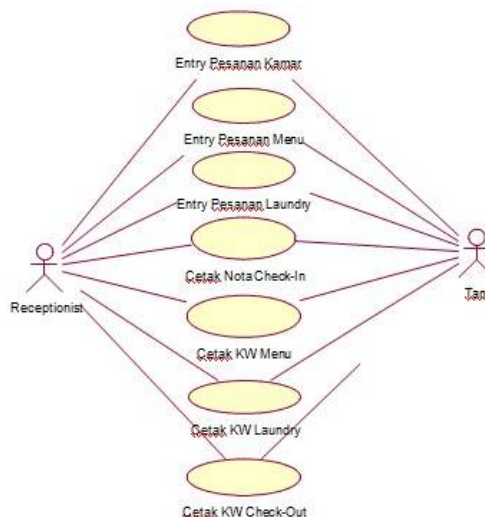 Entry Pesanan Kamar
Entry Pesanan Menu
Entry Pesanan Laundry
Cetak Nota Check-In
Receptionist
Cetak KW Menu
Cetak KW Laundry
Cetak KW Check-Out